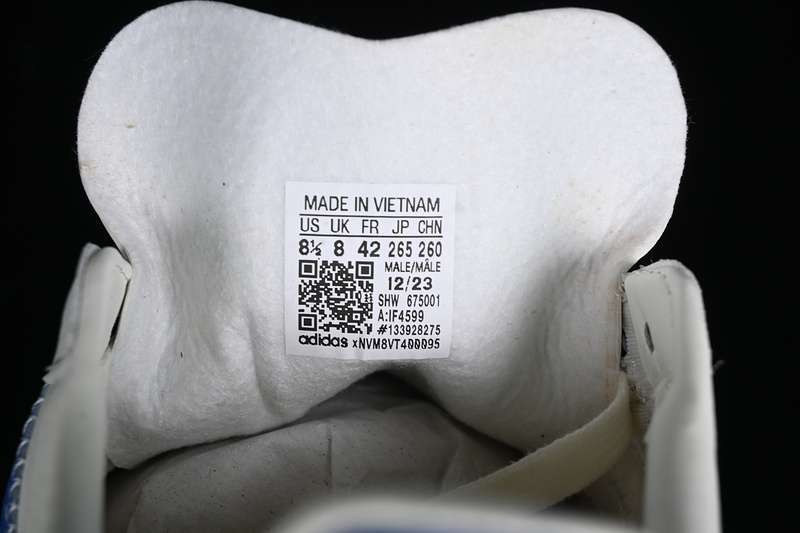 MADE IN VIETNAM
US UK FR JP CHN
8½ 8 42 265 260
MALE/MÂLE
12/23
SHW 675001
A:IF4599
#133928275
adidas xNVM8VT400095